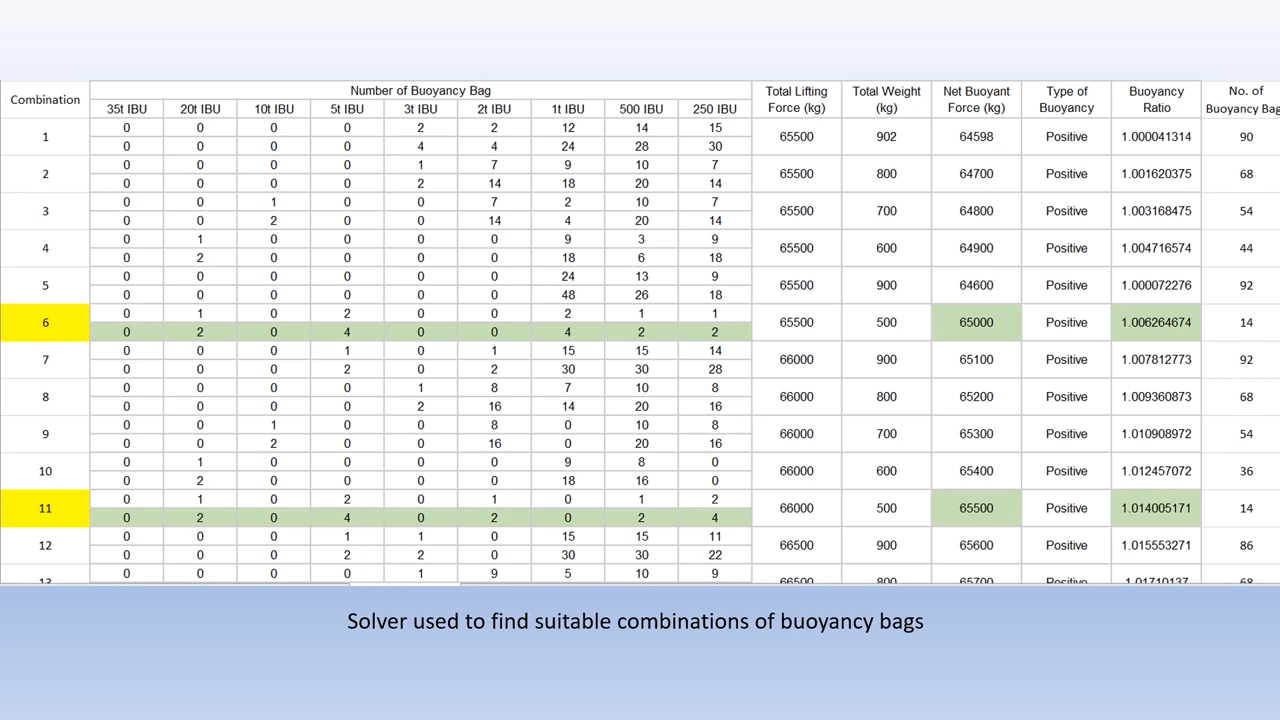 Combination Number of Buoyancy Bag Total Lifting Force (kg) Total Weight (kg) Net Buoyant Force (kg) Type of Buoyancy Buoyancy Ratio No. of Buoyancy Bag
35t IBU 20t IBU 10t IBU 5t IBU 3t IBU 2t IBU 1t IBU 500 IBU 250 IBU
1 0 0 0 0 2 2 12 14 15 65500 902 64598 Positive 1.000041314 90
0 0 0 0 4 4 24 28 30
2 0 0 0 0 1 7 9 10 7 65500 800 64700 Positive 1.001620375 68
0 0 0 0 2 14 18 20 14
3 0 0 1 0 0 7 2 10 7 65500 700 64800 Positive 1.003168475 54
0 0 2 0 0 14 4 20 14
4 0 1 0 0 0 0 9 3 9 65500 600 64900 Positive 1.004716574 44
0 2 0 0 0 0 18 6 18
5 0 0 0 0 0 0 24 13 9 65500 900 64600 Positive 1.000072276 92
0 0 0 0 0 0 48 26 18
6 0 1 0 2 0 0 2 1 1 65500 500 65000 Positive 1.006264674 14
0 2 0 4 0 0 4 2 2
7 0 0 0 1 0 1 15 15 14 66000 900 65100 Positive 1.007812773 92
0 0 0 2 0 2 30 30 28
8 0 0 0 0 1 8 7 10 8 66000 800 65200 Positive 1.009360873 68
0 0 0 0 2 16 14 20 16
9 0 0 1 0 0 8 0 10 8 66000 700 65300 Positive 1.010908972 54
0 0 2 0 0 16 0 20 16
10 0 1 0 0 0 0 9 8 0 66000 600 65400 Positive 1.012457072 36
0 2 0 0 0 0 18 16 0
11 0 1 0 2 0 1 0 1 2 66000 500 65500 Positive 1.014005171 14
0 2 0 4 0 2 0 2 4
12 0 0 0 1 1 0 15 15 11 66500 900 65600 Positive 1.015553271 86
0 0 0 2 2 0 30 30 22
13 0 0 0 0 1 9 5 10 9 66500 800 65700 Positive 1.01710137 68
Solver used to find suitable combinations of buoyancy bags